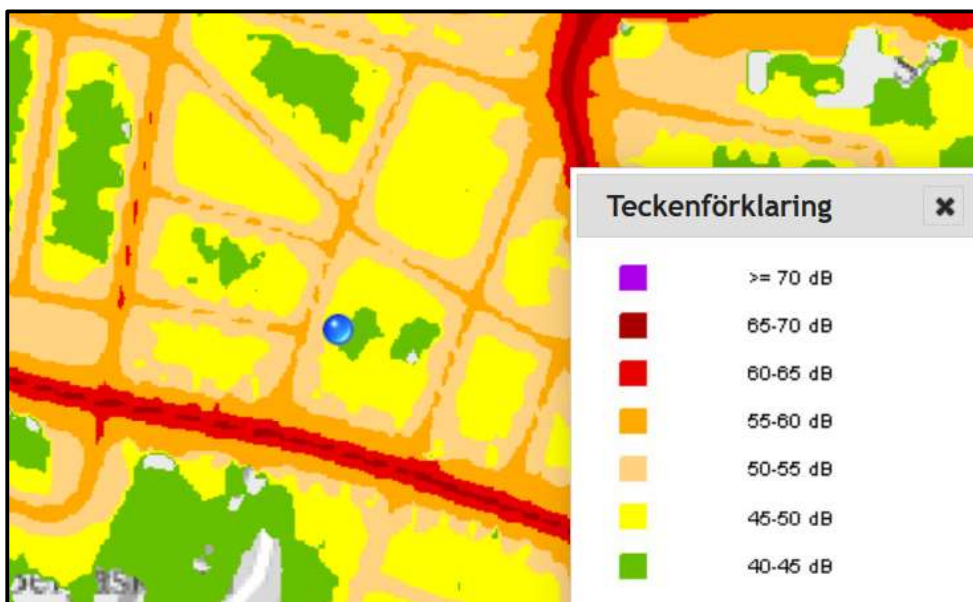 Teckenförklaring
>= 70 dB
65-70 dB
60-65 dB
55-60 dB
50-55 dB
45-50 dB
40-45 dB